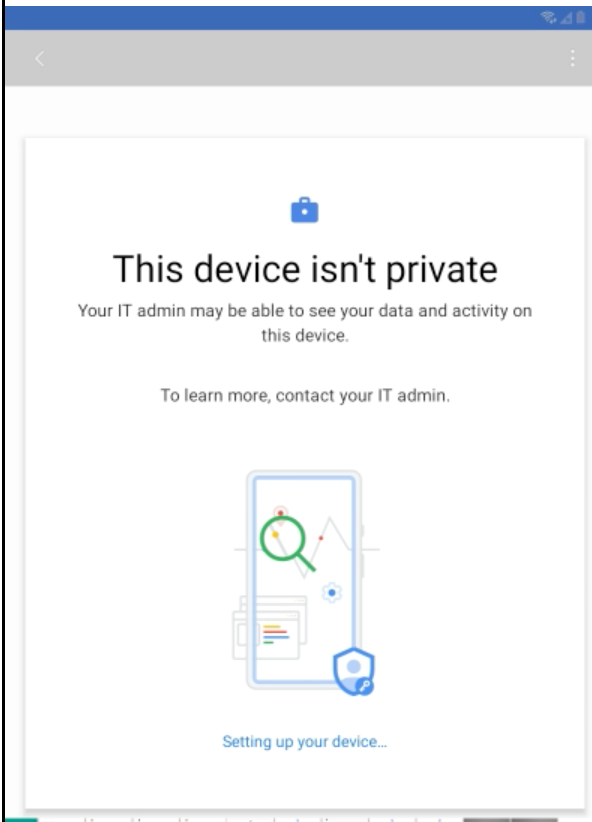 This device isn't private
Your IT admin may be able to see your data and activity on
this device.
To learn more, contact your IT admin.
Setting up your device...